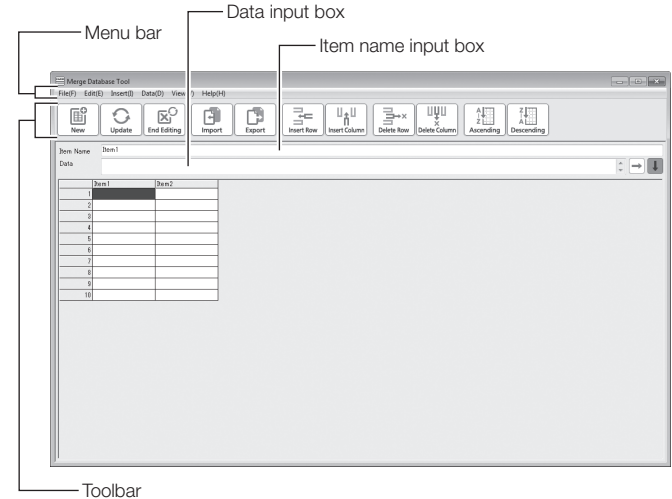 Data input box
Menu bar
Item name input box
Merge Database Tool
File(F) Edit(E) Insert(I) Data(D) View Help(H)
New Update End Editing Import Export Insert Row Insert Column Delete Row Delete Column Ascending Descending
Item Name Item1
Data
Item1 Item2
1
2
3
4
5
6
7
8
9
10
Toolbar